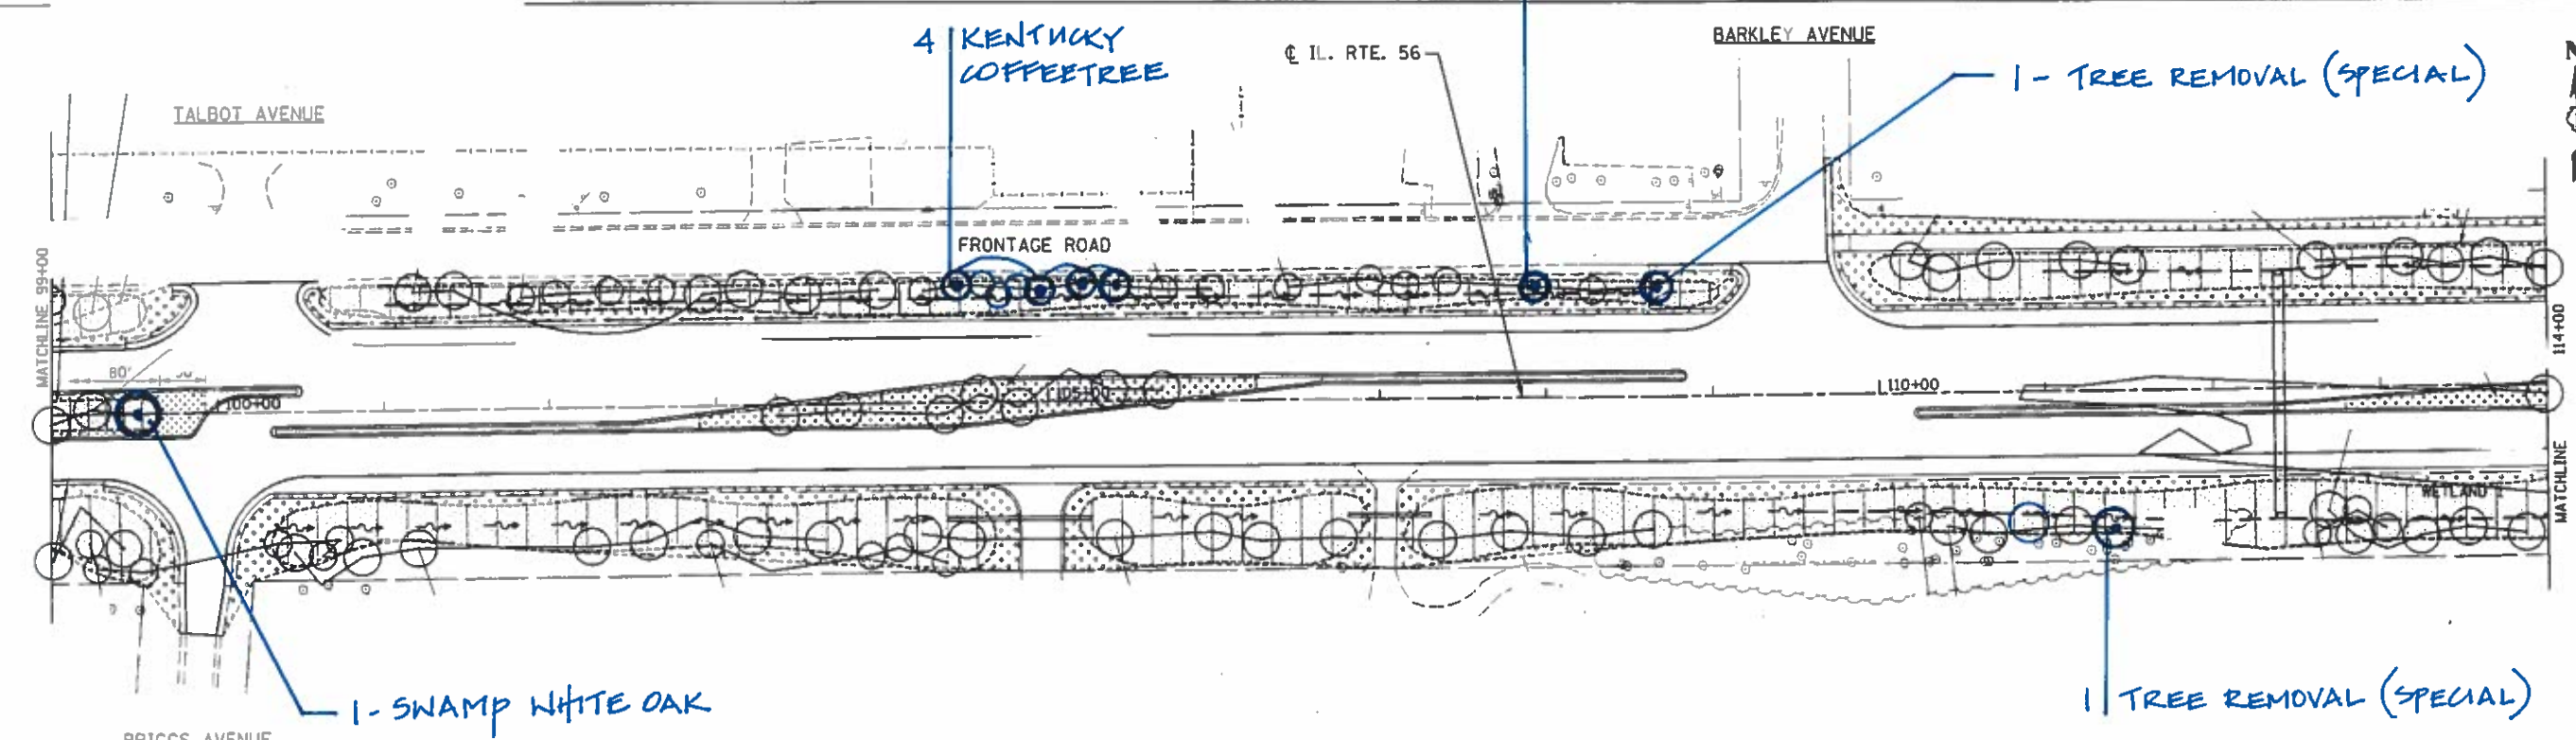 4 KENTUCKY
COFFEETREE
℄ IL. RTE. 56
BARKLEY AVENUE
1 - TREE REMOVAL (SPECIAL)
TALBOT AVENUE
FRONTAGE ROAD
MATCHLINE 99+00
80'
100+00
105+00
110+00
114+00
MATCHLINE
WETLAND
1 - SWAMP WHITE OAK
1 TREE REMOVAL (SPECIAL)
BRIGGS AVENUE